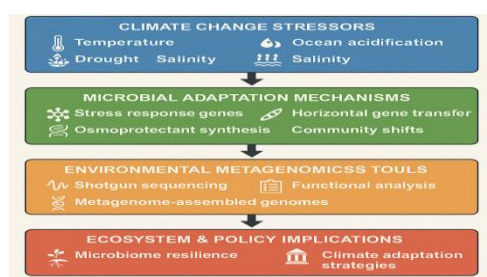 CLIMATE CHANGE STRESSORS
Temperature Ocean acidification
Drought Salinity Salinity
MICROBIAL ADAPTATION MECHANISMS
Stress response genes Horizontal gene transfer
Osmoprotectant synthesis Community shifts
ENVIRONMENTAL METAGENOMICSS TOULS
Shotgun sequencing Functional analysis
Metagenome-assembled genomes
ECOSYSTEM & POLICY IMPLICATIONS
Microbiome resilience Climate adaptation
strategies